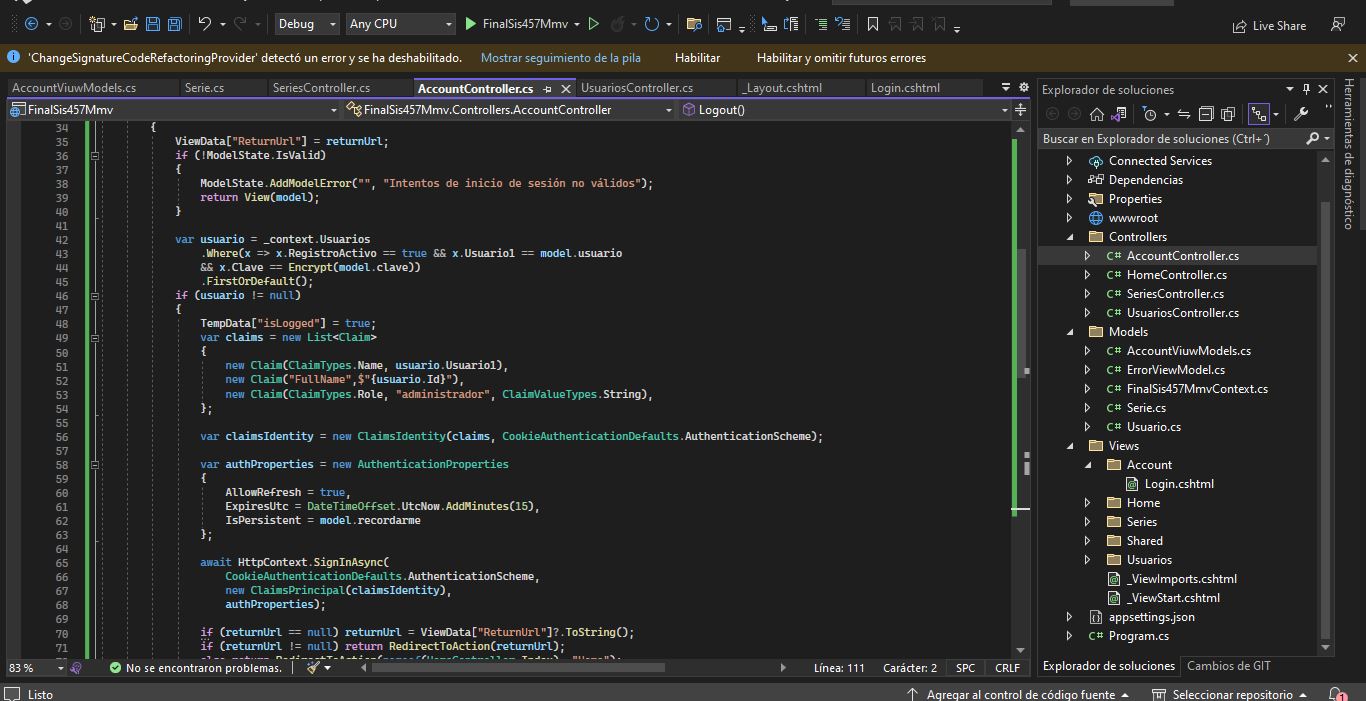 Debug
Any CPU
FinalSis457Mmv
Live Share
'ChangeSignatureCodeRefactoringProvider' detectó un error y se ha deshabilitado.
Mostrar seguimiento de la pila
Habilitar
Habilitar y omitir futuros errores
AccountViuwModels.cs
Serie.cs
SeriesController.cs
AccountController.cs
UsuariosController.cs
_Layout.cshtml
Login.cshtml
FinalSis457Mmv
FinalSis457Mmv.Controllers.AccountController
Logout()
34 {
35 ViewData["ReturnUrl"] = returnUrl;
36 if (!ModelState.IsValid)
37 {
38 ModelState.AddModelError("", "Intentos de inicio de sesión no válidos");
39 return View(model);
40 }
41
42 var usuario = _context.Usuarios
43 .Where(x => x.RegistroActivo == true && x.Usuario1 == model.usuario
44 && x.Clave == Encrypt(model.clave))
45 .FirstOrDefault();
46 if (usuario != null)
47 {
48 TempData["isLogged"] = true;
49 var claims = new List<Claim>
50 {
51 new Claim(ClaimTypes.Name, usuario.Usuario1),
52 new Claim("FullName",$"{usuario.Id}"),
53 new Claim(ClaimTypes.Role, "administrador", ClaimValueTypes.String),
54 };
55
56 var claimsIdentity = new ClaimsIdentity(claims, CookieAuthenticationDefaults.AuthenticationScheme);
57
58 var authProperties = new AuthenticationProperties
59 {
60 AllowRefresh = true,
61 ExpiresUtc = DateTimeOffset.UtcNow.AddMinutes(15),
62 IsPersistent = model.recordarme
63 };
64
65 await HttpContext.SignInAsync(
66 CookieAuthenticationDefaults.AuthenticationScheme,
67 new ClaimsPrincipal(claimsIdentity),
68 authProperties);
69
70 if (returnUrl == null) returnUrl = ViewData["ReturnUrl"]?.ToString();
71 if (returnUrl != null) return RedirectToAction(returnUrl);
else return RedirectToAction(nameof(HomeController.Index), "Home");
83 %
No se encontraron problemas.
Línea: 111
Carácter: 2
SPC
CRLF
Explorador de soluciones
Buscar en Explorador de soluciones (Ctrl+´)
Connected Services
Dependencias
Properties
wwwroot
Controllers
C# AccountController.cs
C# HomeController.cs
C# SeriesController.cs
C# UsuariosController.cs
Models
C# AccountViuwModels.cs
C# ErrorViewModel.cs
C# FinalSis457MmvContext.cs
C# Serie.cs
C# Usuario.cs
Views
Account
Login.cshtml
Home
Series
Shared
Usuarios
_ViewImports.cshtml
_ViewStart.cshtml
appsettings.json
C# Program.cs
Explorador de soluciones
Cambios de GIT
Herramientas de diagnóstico
Listo
Agregar al control de código fuente
Seleccionar repositorio
1